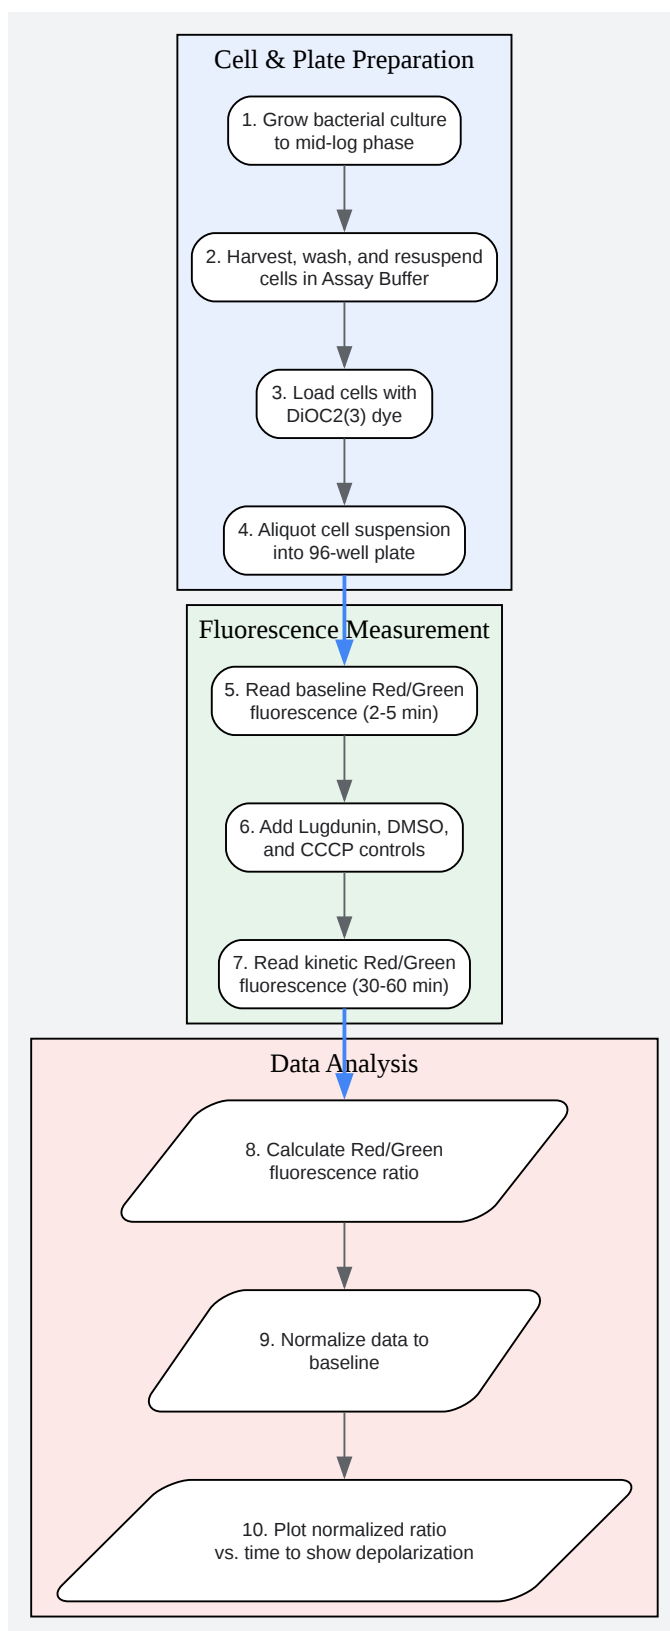 Cell & Plate Preparation
1. Grow bacterial culture
to mid-log phase
2. Harvest, wash, and resuspend
cells in Assay Buffer
3. Load cells with
DiOC2(3) dye
4. Aliquot cell suspension
into 96-well plate
Fluorescence Measurement
5. Read baseline Red/Green
fluorescence (2-5 min)
6. Add Lugdunin, DMSO,
and CCCP controls
7. Read kinetic Red/Green
fluorescence (30-60 min)
Data Analysis
8. Calculate Red/Green
fluorescence ratio
9. Normalize data to
baseline
10. Plot normalized ratio
vs. time to show depolarization